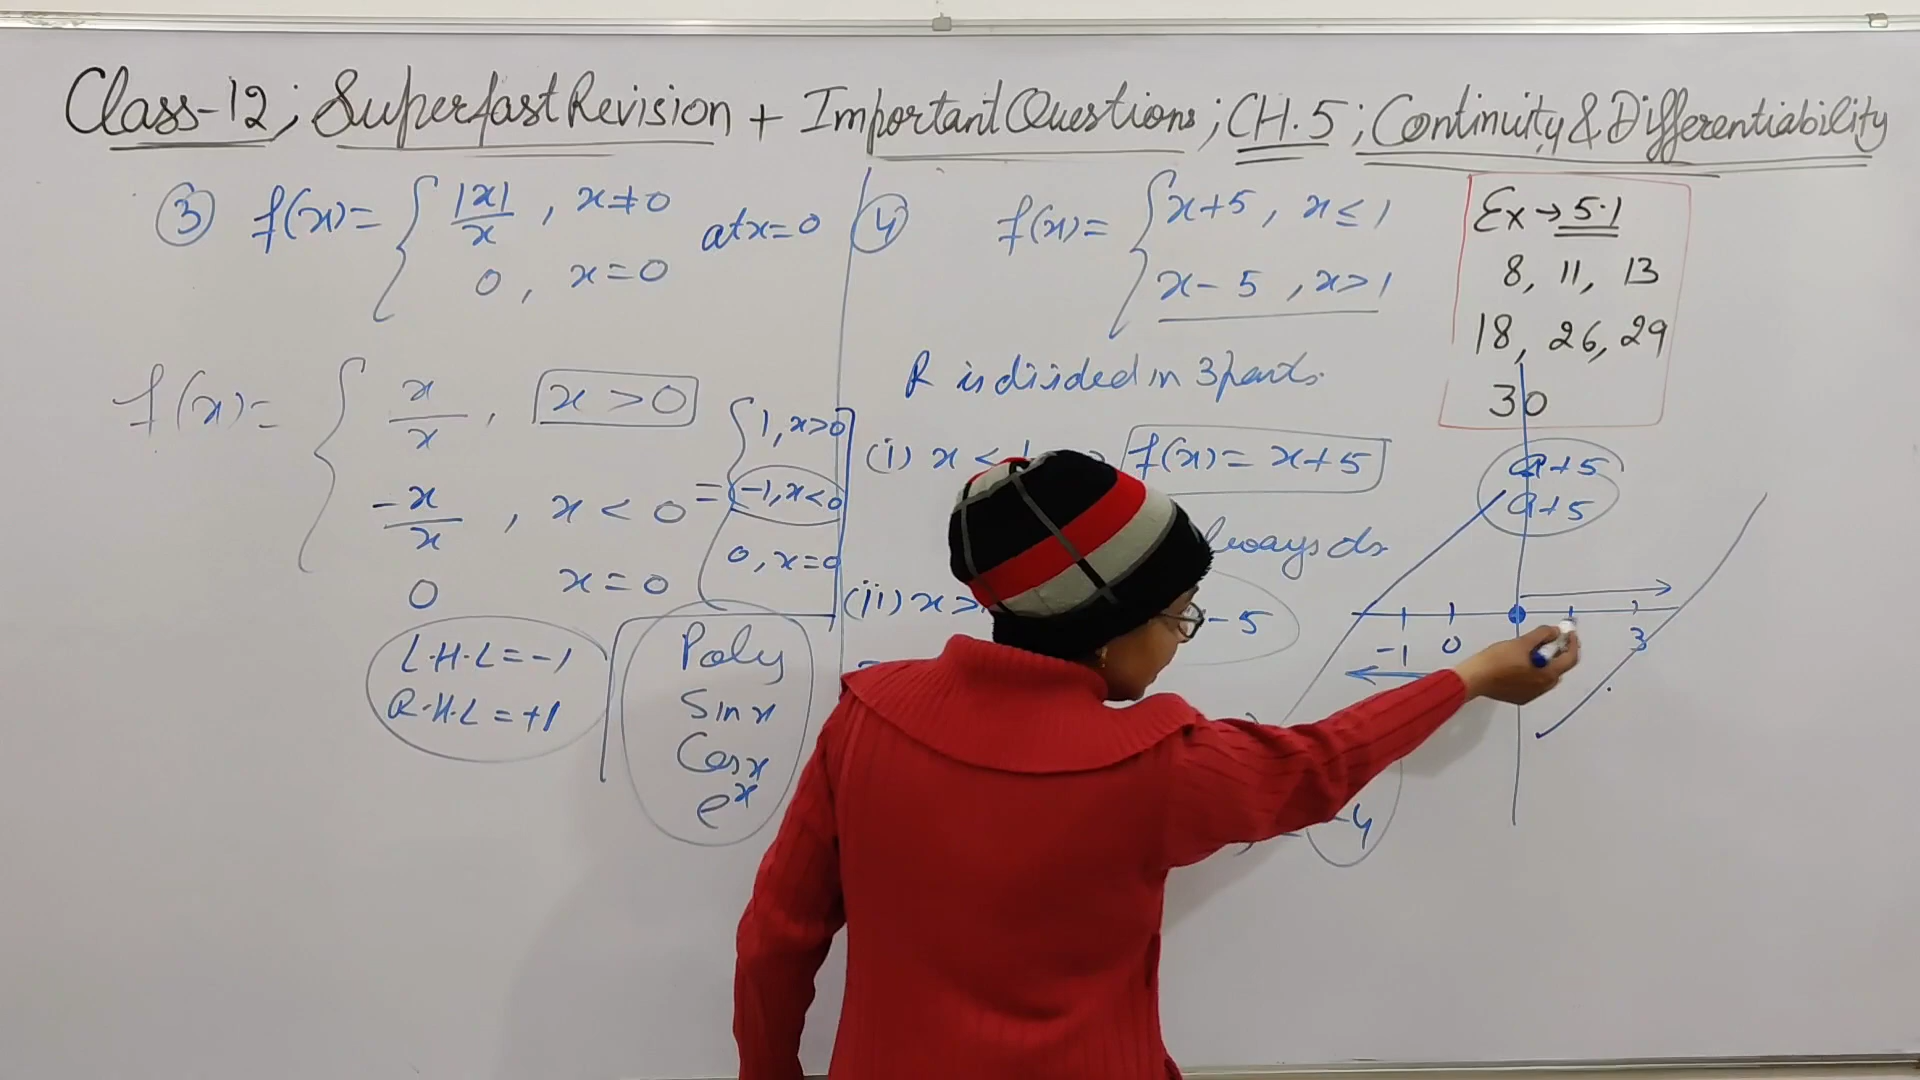 Class-12; Superfast Revision + Important Questions; CH.5; Continuity & Differentiability
③ f(x)= { |x|/x , x≠0
0 , x=0
at x=0
f(x)= { x/x , x>0
-x/x , x<0
0 x=0
= { 1, x>0
-1, x<0
0, x=0
L.H.L = -1
R.H.L = +1
Poly
Sin x
Cos x
e^x
④ f(x)= { x+5, x≤1
x-5, x>1
R is divided in 3 parts.
(i) x < f(x)= x+5
(ii) x> -5
-4
Ex→5.1
8, 11, 13
18, 26, 29
30
a+5
a+5
-1 0 3